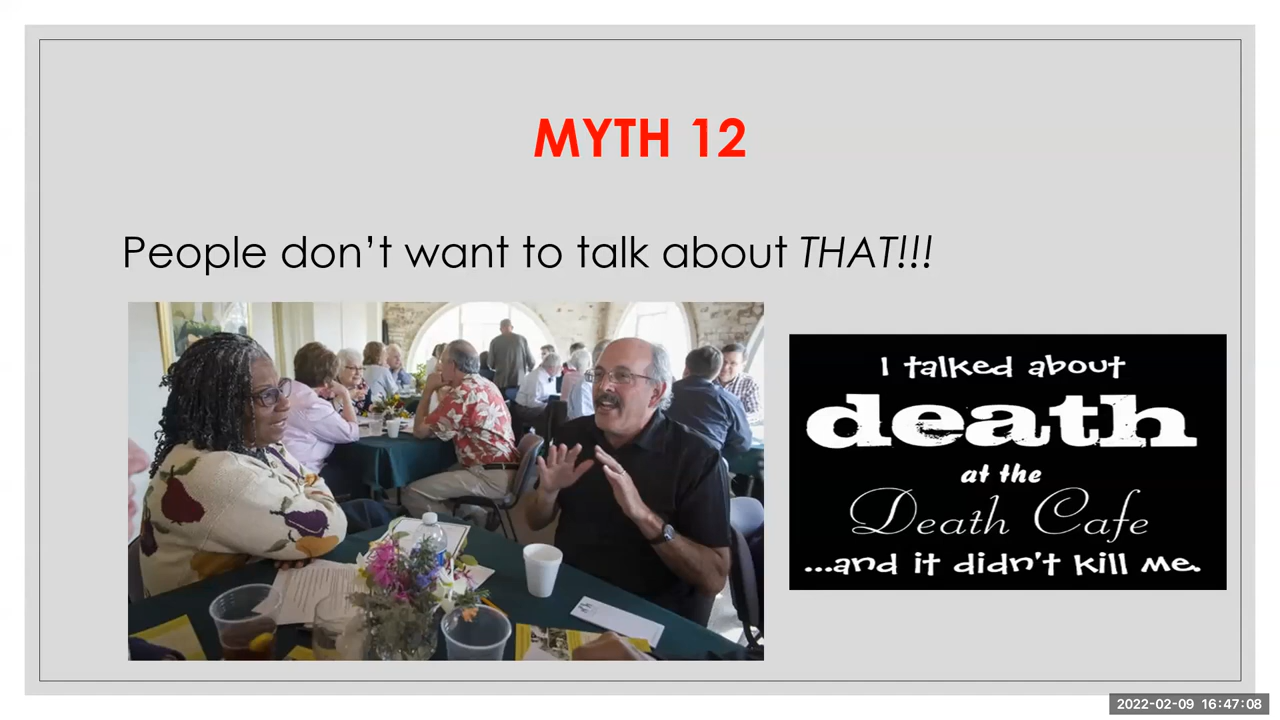 MYTH 12
People don’t want to talk about THAT!!!
I talked about
death
at the
Death Cafe
...and it didn't kill me.
2022-02-09 16:47:08